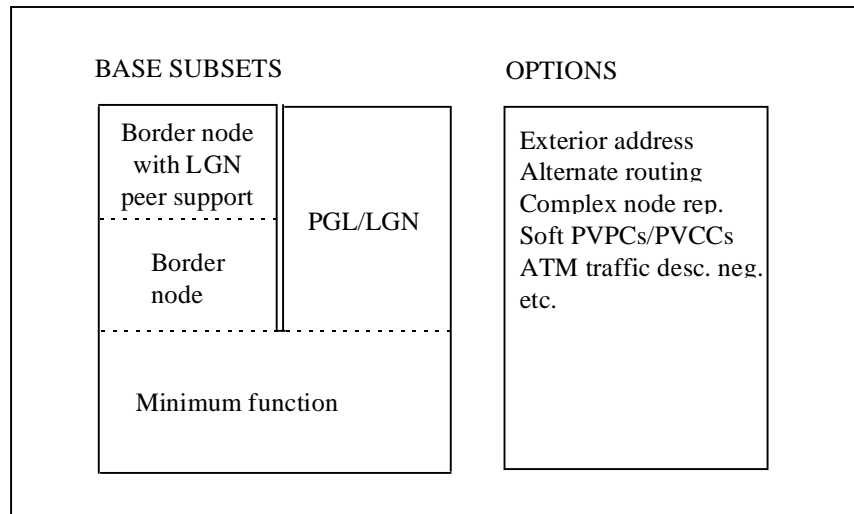 BASE SUBSETS
Border node
with LGN
peer support
Border
node
PGL/LGN
Minimum function
OPTIONS
Exterior address
Alternate routing
Complex node rep.
Soft PVPCs/PVCCs
ATM traffic desc. neg.
etc.